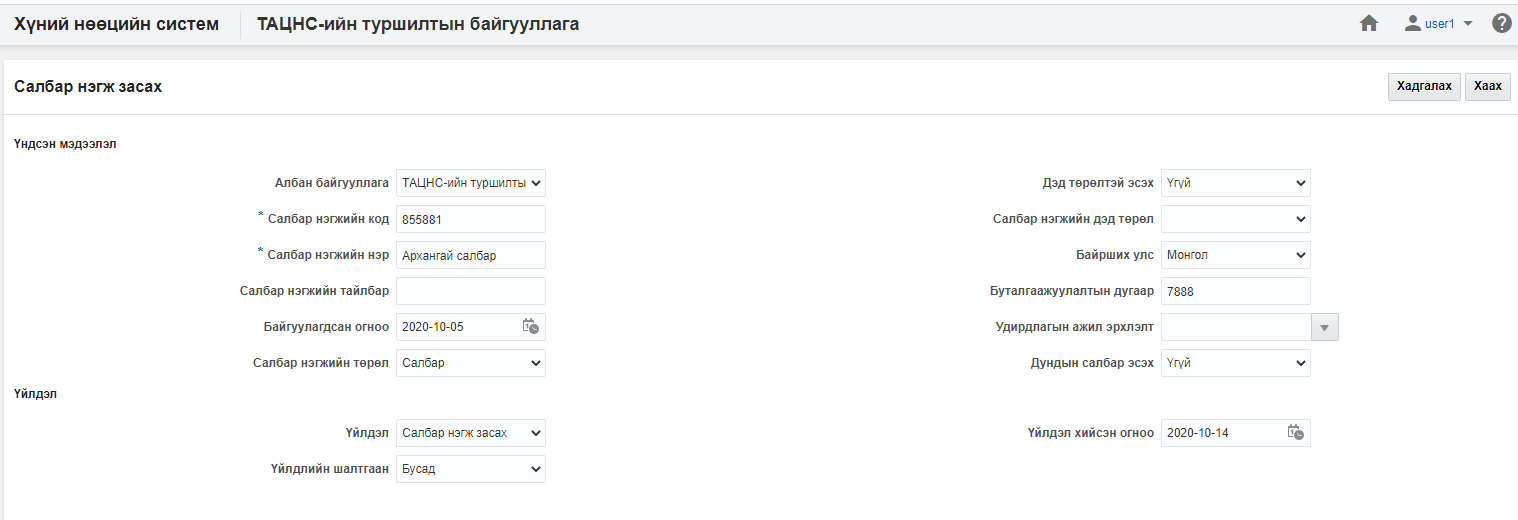 Хүний нөөцийн систем ТАЦНС-ийн туршилтын байгууллага user1
Салбар нэгж засах Хадгалах Хаах
Үндсэн мэдээлэл
Албан байгууллага ТАЦНС-ийн туршилты Дэд төрөлтэй эсэх Үгүй
* Салбар нэгжийн код 855881 Салбар нэгжийн дэд төрөл
* Салбар нэгжийн нэр Архангай салбар Байрших улс Монгол
Салбар нэгжийн тайлбар Буталгаажуулалтын дугаар 7888
Байгуулагдсан огноо 2020-10-05 Удирдлагын ажил эрхлэлт
Салбар нэгжийн төрөл Салбар Дундын салбар эсэх Үгүй
Үйлдэл
Үйлдэл Салбар нэгж засах Үйлдэл хийсэн огноо 2020-10-14
Үйлдлийн шалтгаан Бусад